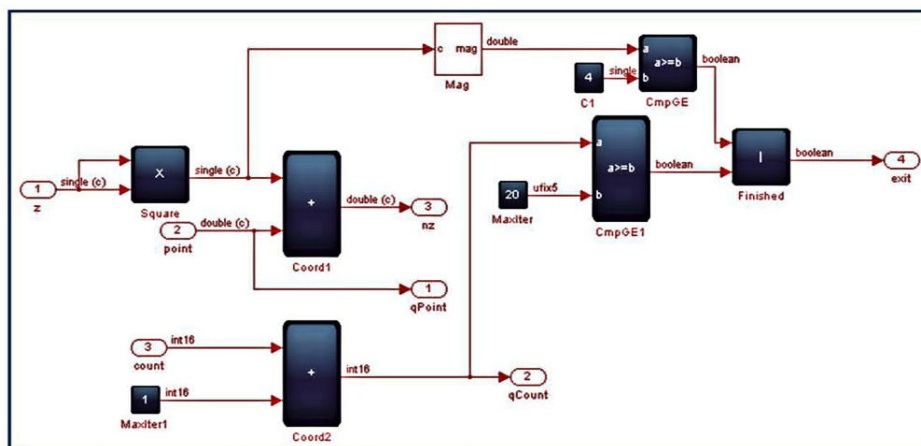 c mag
Mag
double
a
b
a>=b
CmpGE
boolean
4
single
C1
1
z
single (c)
X
Square
single (c)
2
point
double (c)
+
Coord1
double (c)
3
nz
1
qPoint
a
b
a>=b
CmpGE1
20
ufix5
MaxIter
boolean
|
Finished
boolean
4
exit
3
count
int16
1
MaxIter1
int16
+
Coord2
int16
2
qCount